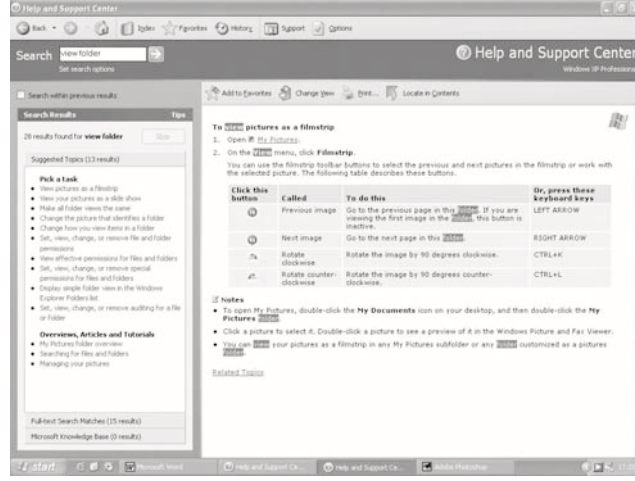 Help and Support Center
Back
Index
Favorites
History
Support
Options
Search
view folder
Set search options
Help and Support Center
Windows XP Professional
Search within previous results
Add to Favorites
Change View
Print...
Locate in Contents
Search Results
Tips
28 results found for view folder
Stop
Suggested Topics (13 results)
Pick a task
View pictures as a filmstrip
View your pictures as a slide show
Make all folder views the same
Change the picture that identifies a folder
Change how you view items in a folder
Set, view, change, or remove file and folder
permissions
View effective permissions for files and folders
Set, view, change, or remove special
permissions for files and folders
Display simple folder view in the Windows
Explorer Folders list
Set, view, change, or remove auditing for a file
or folder
Overviews, Articles and Tutorials
My Pictures folder overview
Searching for files and folders
Managing your pictures
Full-text Search Matches (15 results)
Microsoft Knowledge Base (0 results)
To view pictures as a filmstrip
1. Open My Pictures.
2. On the View menu, click Filmstrip.
You can use the filmstrip toolbar buttons to select the previous and next pictures in the filmstrip or work with
the selected picture. The following table describes these buttons.
Click this button Called To do this Or, press these keyboard keys
Previous image Go to the previous page in this folder. If you are viewing the first image in the folder, this button is inactive. LEFT ARROW
Next image Go to the next page in this folder. RIGHT ARROW
Rotate clockwise Rotate the image by 90 degrees clockwise. CTRL+K
Rotate counter-clockwise Rotate the image by 90 degrees counter-clockwise. CTRL+L
Notes
To open My Pictures, double-click the My Documents icon on your desktop, and then double-click the My
Pictures folder.
Click a picture to select it. Double-click a picture to see a preview of it in the Windows Picture and Fax Viewer.
You can view your pictures as a filmstrip in any My Pictures subfolder or any folder customized as a pictures
folder.
Related Topics
start
Microsoft Word
Help and Support Ce...
Help and Support Ce...
Adobe Photoshop